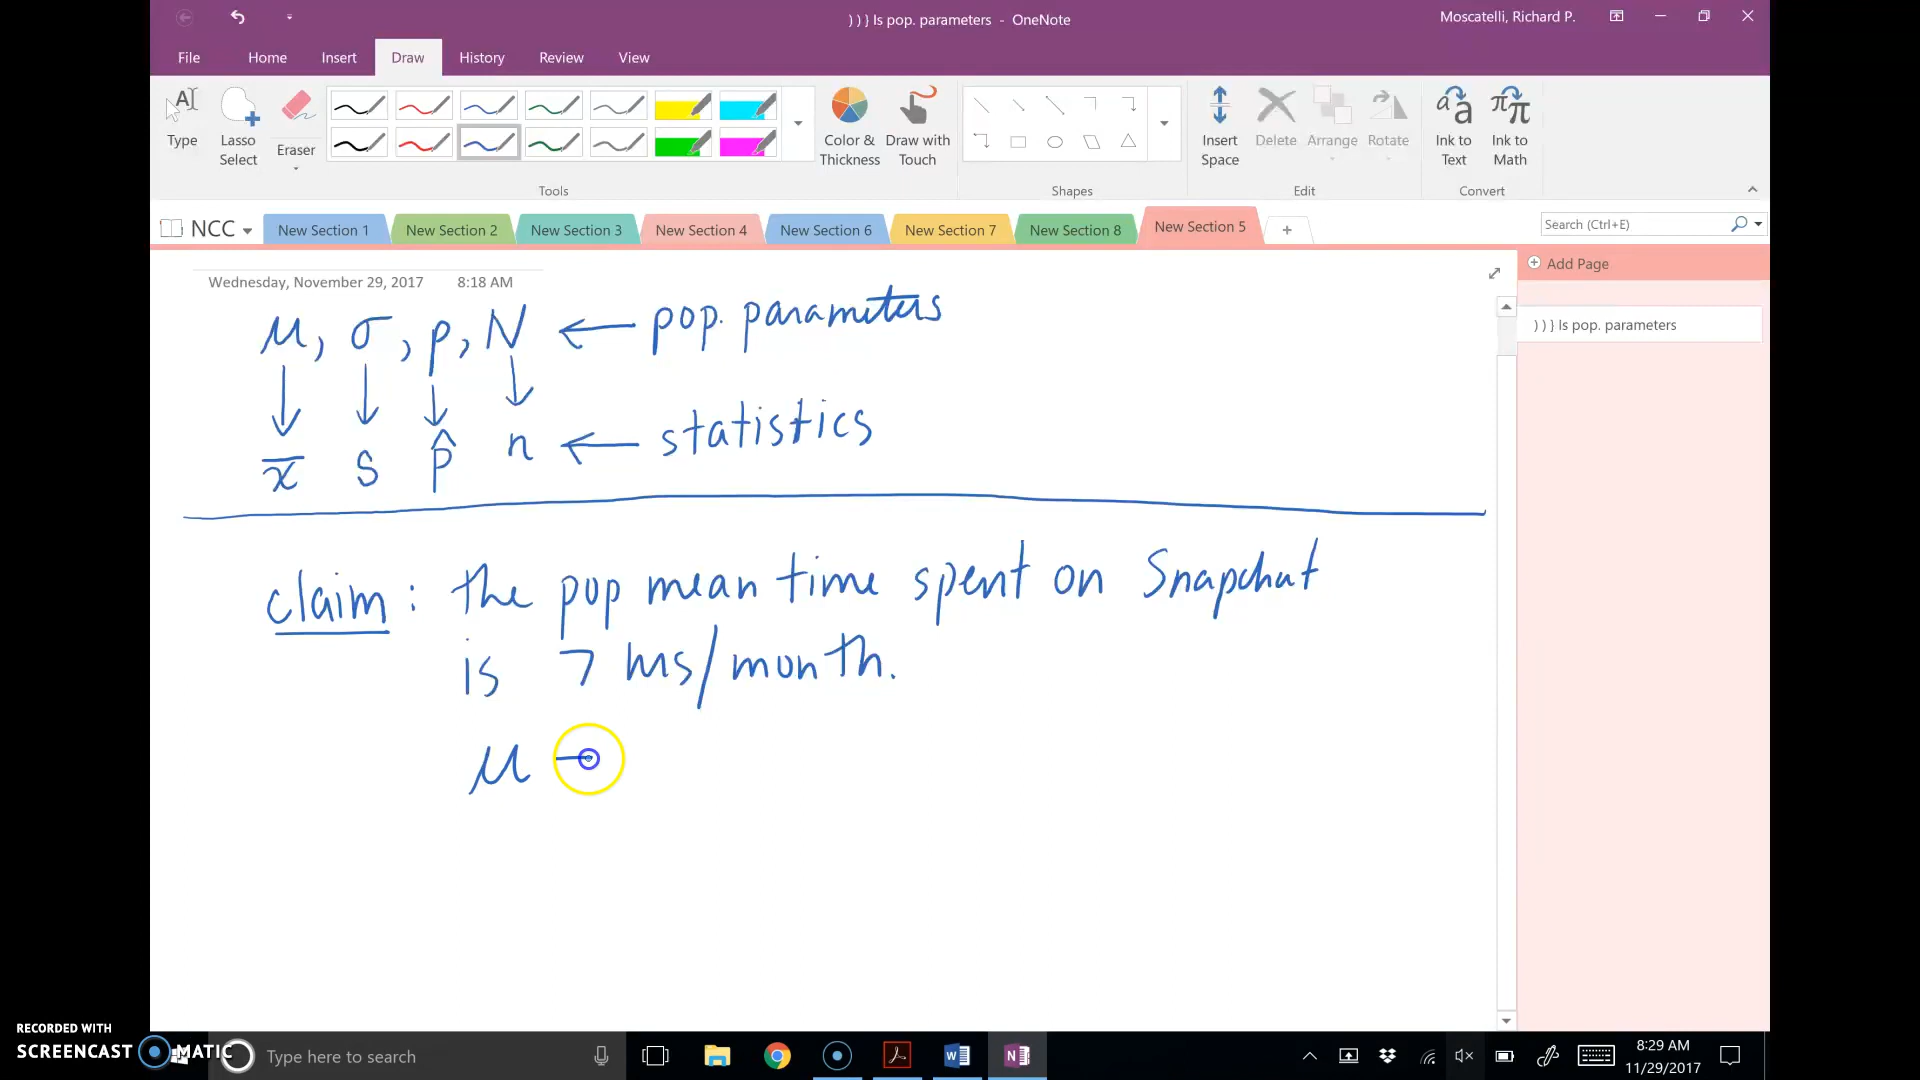 ) ) } Is pop. parameters - OneNote
Moscatelli, Richard P.
File Home Insert Draw History Review View
Type
Lasso Select
Eraser
Color & Thickness
Draw with Touch
Insert Space
Delete
Arrange
Rotate
Ink to Text
Ink to Math
Tools Shapes Edit Convert
NCC New Section 1 New Section 2 New Section 3 New Section 4 New Section 6 New Section 7 New Section 8 New Section 5 +
Search (Ctrl+E)
Add Page
) ) } Is pop. parameters
Wednesday, November 29, 2017 8:18 AM
μ, σ, p, N ← pop. parameters
↓ ↓ ↓ ↓
x̄ s p̂ n ← statistics
claim: the pop mean time spent on Snapchat
is 7 hrs/month.
μ
RECORDED WITH
SCREENCAST MATIC
Type here to search
8:29 AM
11/29/2017